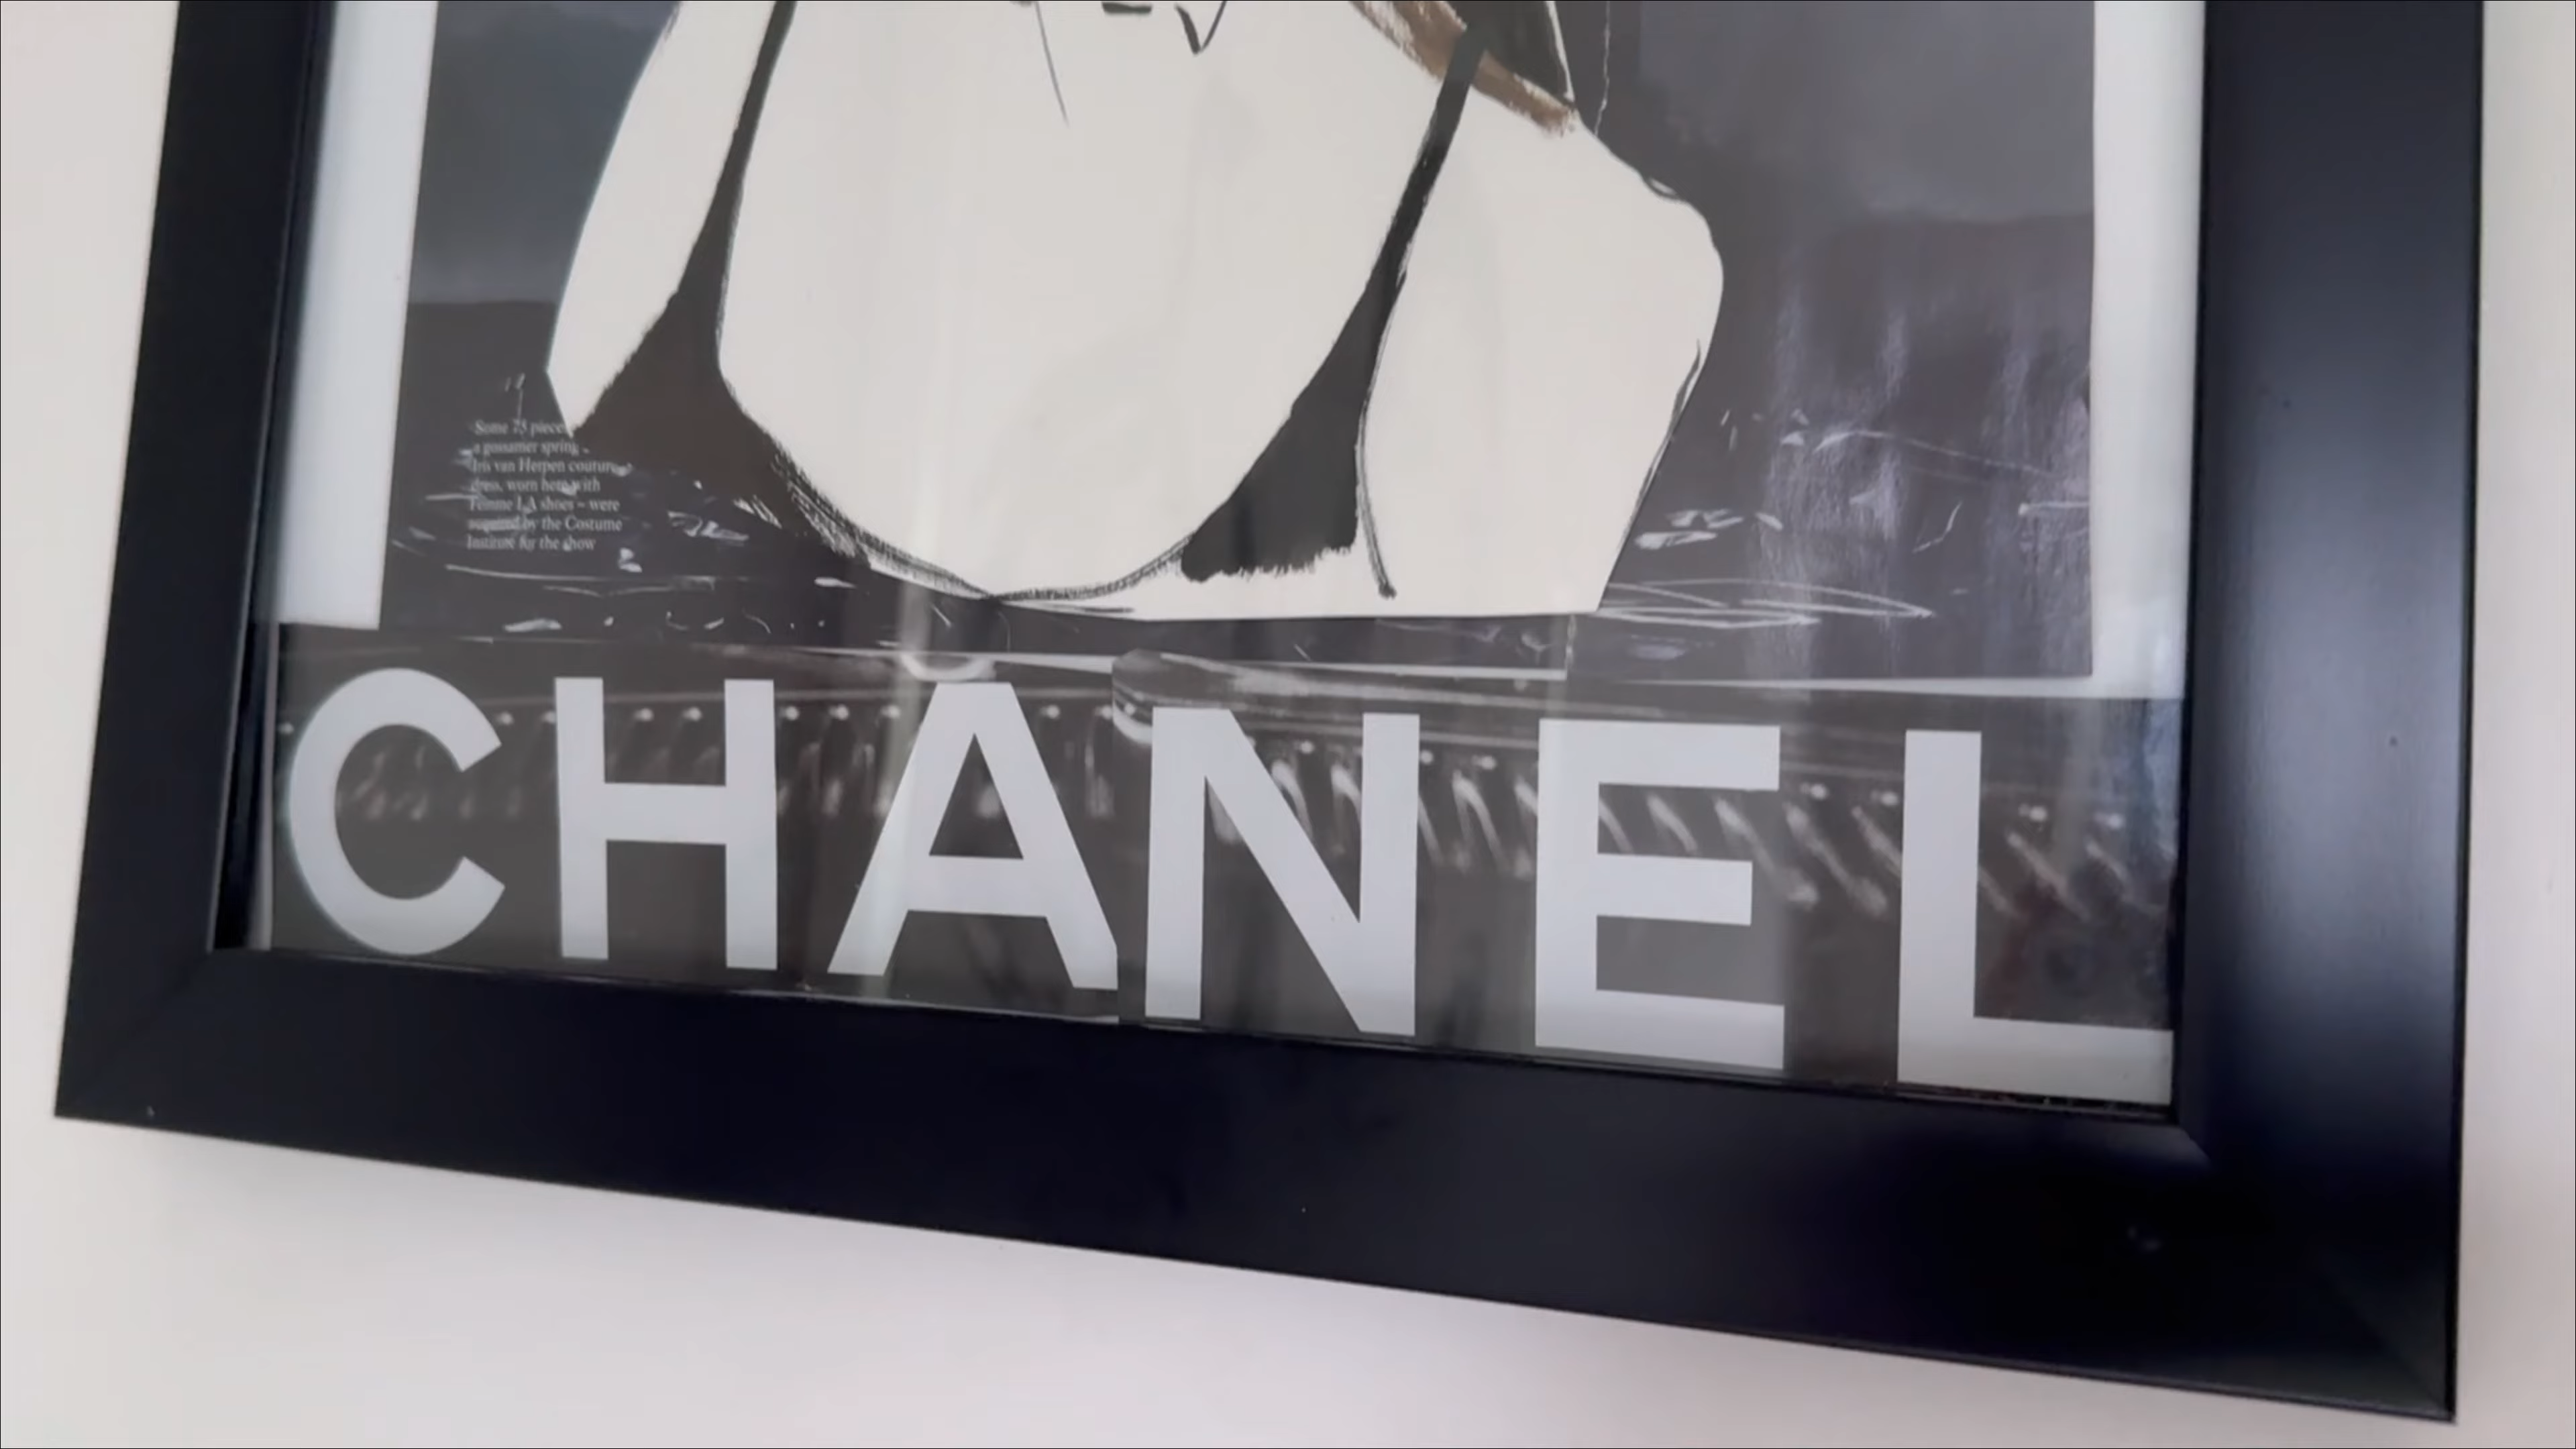 Some 75 pieces
a gossamer spring
Iris van Herpen couture
dress, worn here with
Femme LA shoes – were
acquired by the Costume
Institute for the show
CHANEL